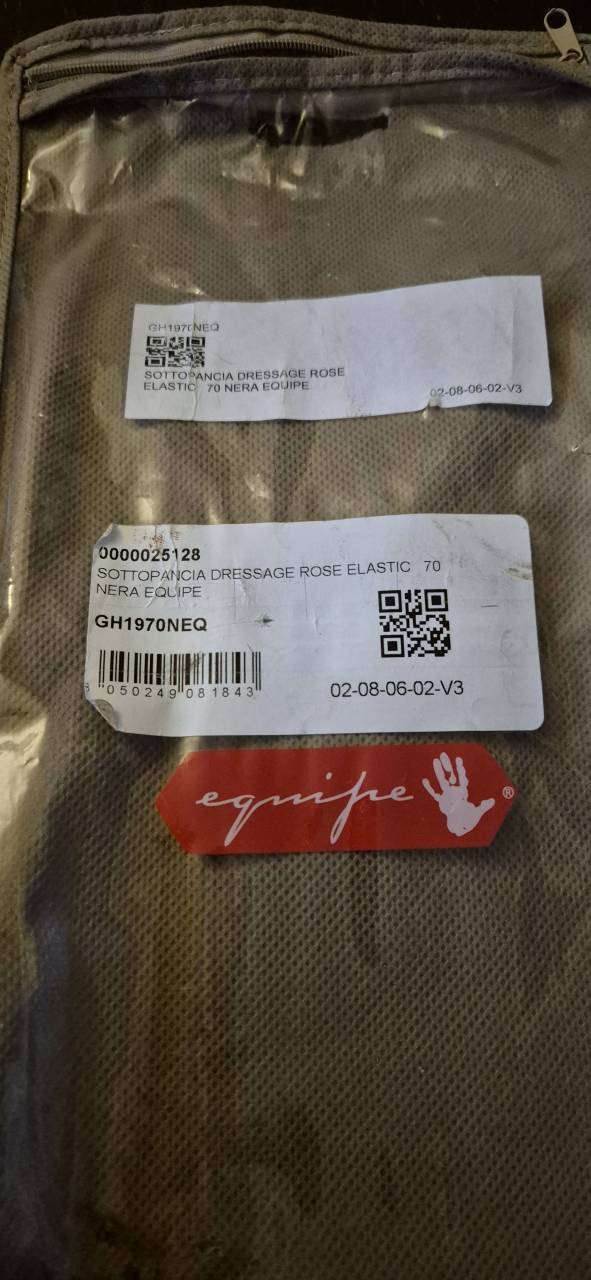 GH1970NEQ
SOTTOPANCIA DRESSAGE ROSE
ELASTIC 70 NERA EQUIPE
02-08-06-02-V3
0000025128
SOTTOPANCIA DRESSAGE ROSE ELASTIC 70
NERA EQUIPE
GH1970NEQ
8 050249 081843
02-08-06-02-V3
equipe ®